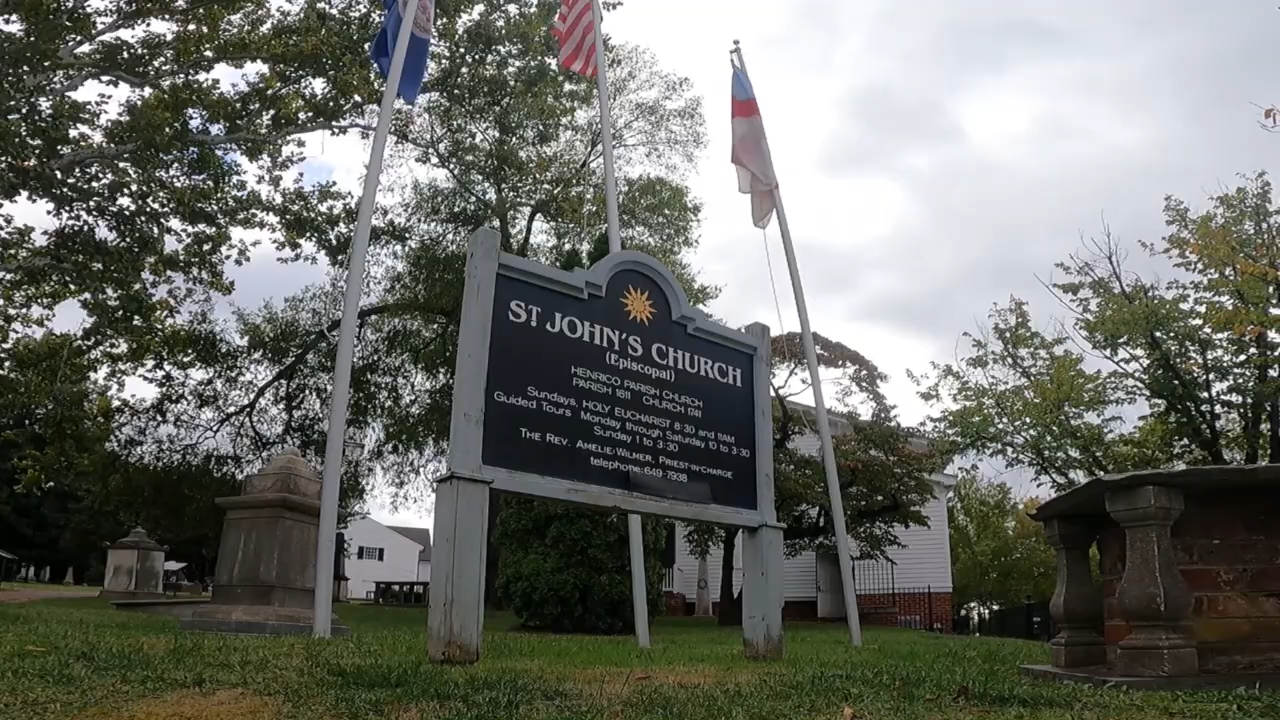 ST. JOHN'S CHURCH
(Episcopal)
HENRICO PARISH CHURCH
PARISH 1611 CHURCH 1741
Sundays, HOLY EUCHARIST 8:30 and 11AM
Guided Tours Monday through Saturday 10 to 3:30
Sunday 1 to 3:30
THE REV. AMELIE WILMER, PRIEST-IN-CHARGE
telephone: 649-7938